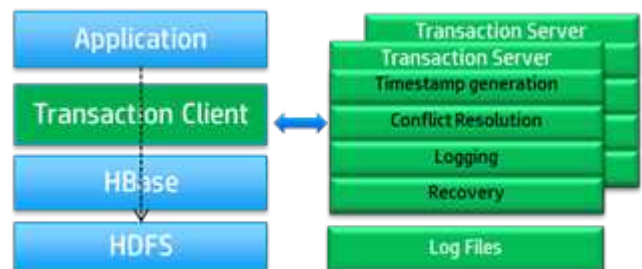 Application
Transaction Client
HBase
HDFS
Transaction Server
Transaction Server
Timestamp generation
Conflict Resolution
Logging
Recovery
Log Files